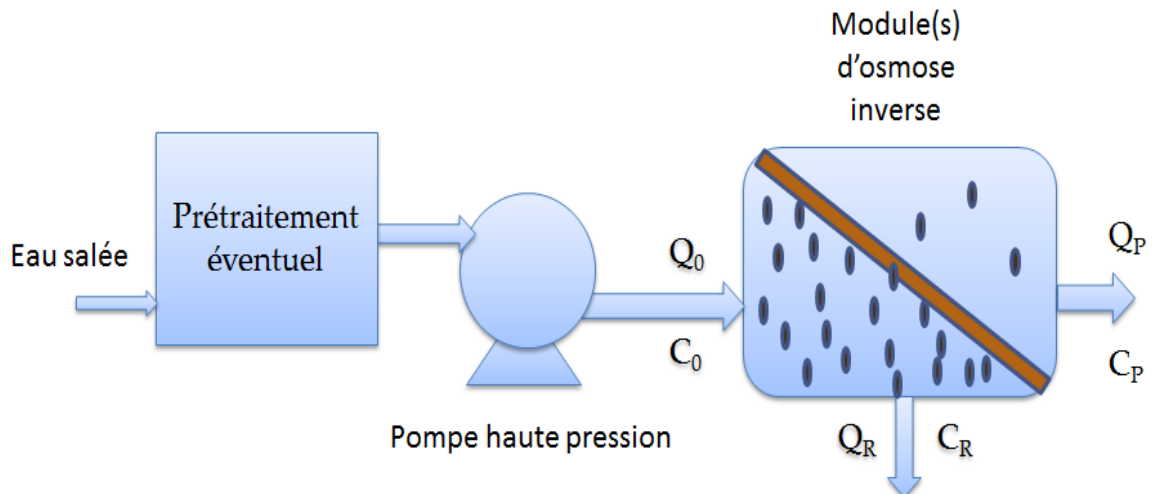 Module(s)
d'osmose
inverse
Prétraitement
éventuel
Eau salée
Q0
C0
QP
CP
Pompe haute pression
QR
CR